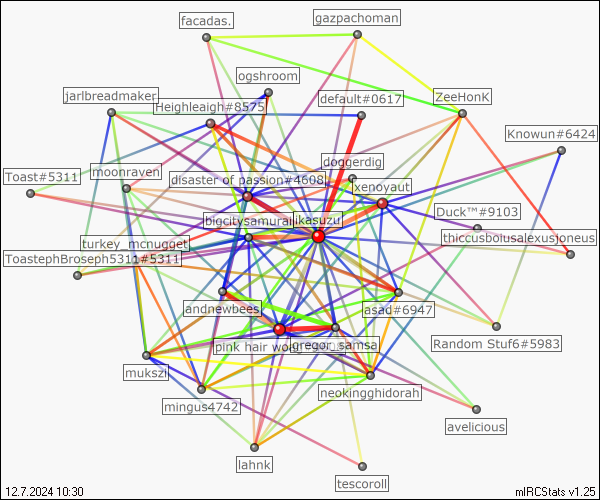 facadas.
gazpachoman
ogshroom
jarlbreadmaker
default#0617
ZeeHonK
Heighleaigh#8575
Knowun#6424
doggerdig
Toast#5311
moonraven
disaster of passion#4608
xenoyaut
Duck™#9103
bigcitysamurai
ikasuzu
thiccusbousalexusjoneus
turkey_mcnugget
ToastephBroseph5311#5311
andnewbees
asad#6947
pink hair wo
gregor_samsa
Random Stuf6#5983
mukszi
neokingghidorah
mingus4742
avelicious
lahnk
tescoroll
12.7.2024 10:30
mIRCStats v1.25